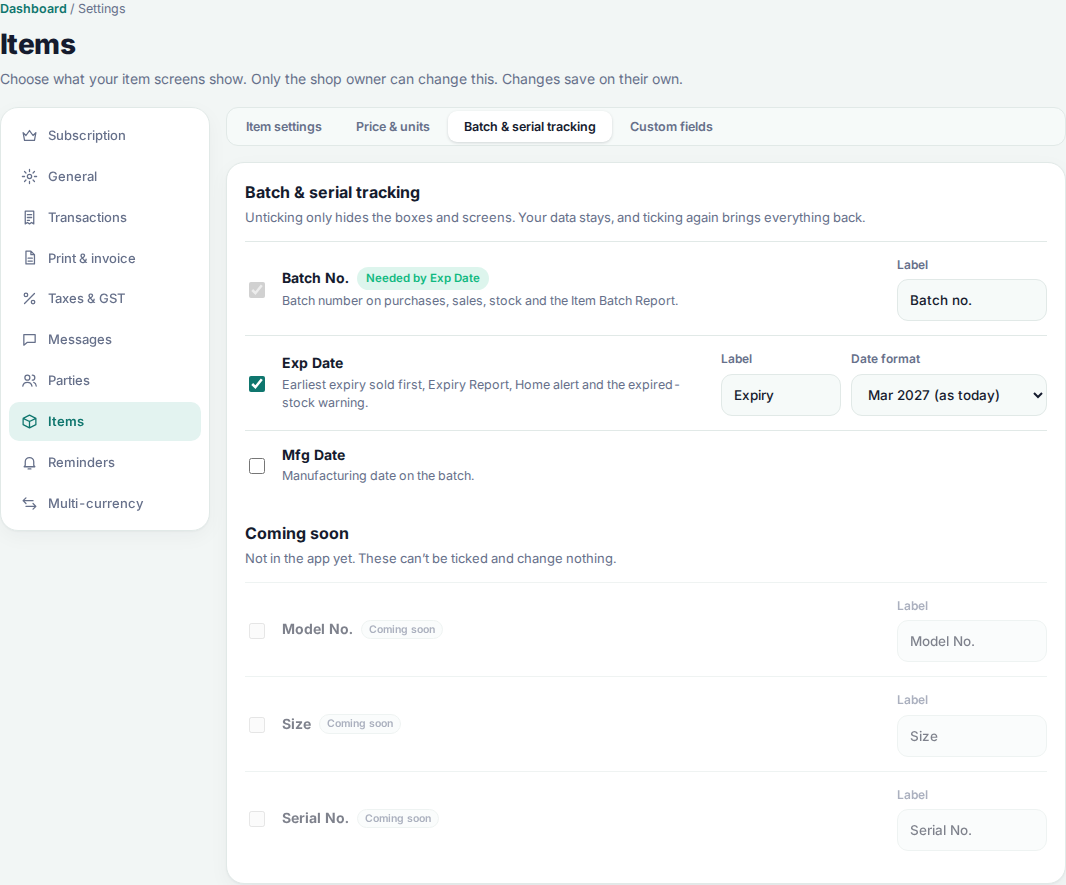 Dashboard / Settings
Items
Choose what your item screens show. Only the shop owner can change this. Changes save on their own.
Subscription
General
Transactions
Print & invoice
Taxes & GST
Messages
Parties
Items
Reminders
Multi-currency
Item settings
Price & units
Batch & serial tracking
Custom fields
Batch & serial tracking
Unticking only hides the boxes and screens. Your data stays, and ticking again brings everything back.
Batch No. Needed by Exp Date
Batch number on purchases, sales, stock and the Item Batch Report.
Label
Batch no.
Exp Date
Earliest expiry sold first, Expiry Report, Home alert and the expired-
stock warning.
Label
Expiry
Date format
Mar 2027 (as today)
Mfg Date
Manufacturing date on the batch.
Coming soon
Not in the app yet. These can't be ticked and change nothing.
Model No. Coming soon
Label
Model No.
Size Coming soon
Label
Size
Serial No. Coming soon
Label
Serial No.